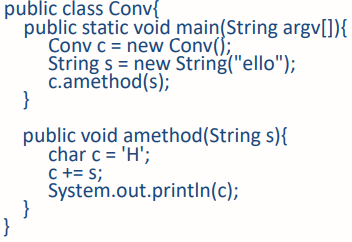 public class Conv{
public static void main(String argv[]){
Conv c = new Conv();
String s = new String("ello");
c.amethod(s);
}
public void amethod(String s){
char c = 'H';
c += s;
System.out.println(c);
}
}